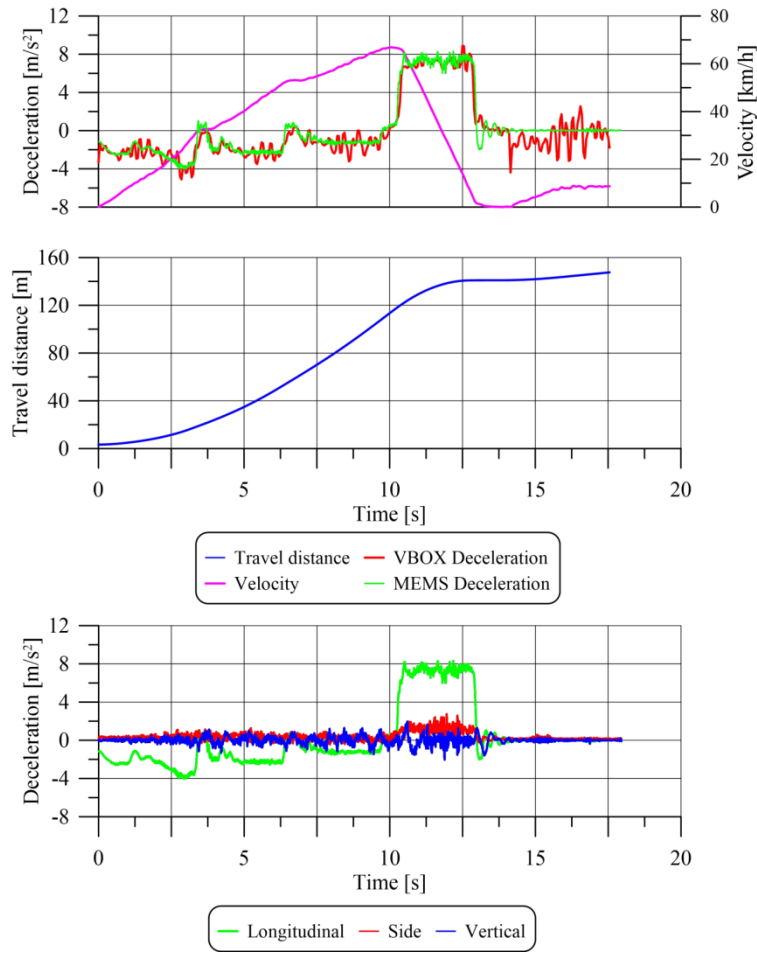 12
8
4
0
-4
-8
Deceleration [m/s²]
80
60
40
20
0
Velocity [km/h]
160
120
80
40
0
Travel distance [m]
0 5 10 15 20
Time [s]
Travel distance VBOX Deceleration
Velocity MEMS Deceleration
12
8
4
0
-4
-8
Deceleration [m/s²]
0 5 10 15 20
Time [s]
Longitudinal Side Vertical